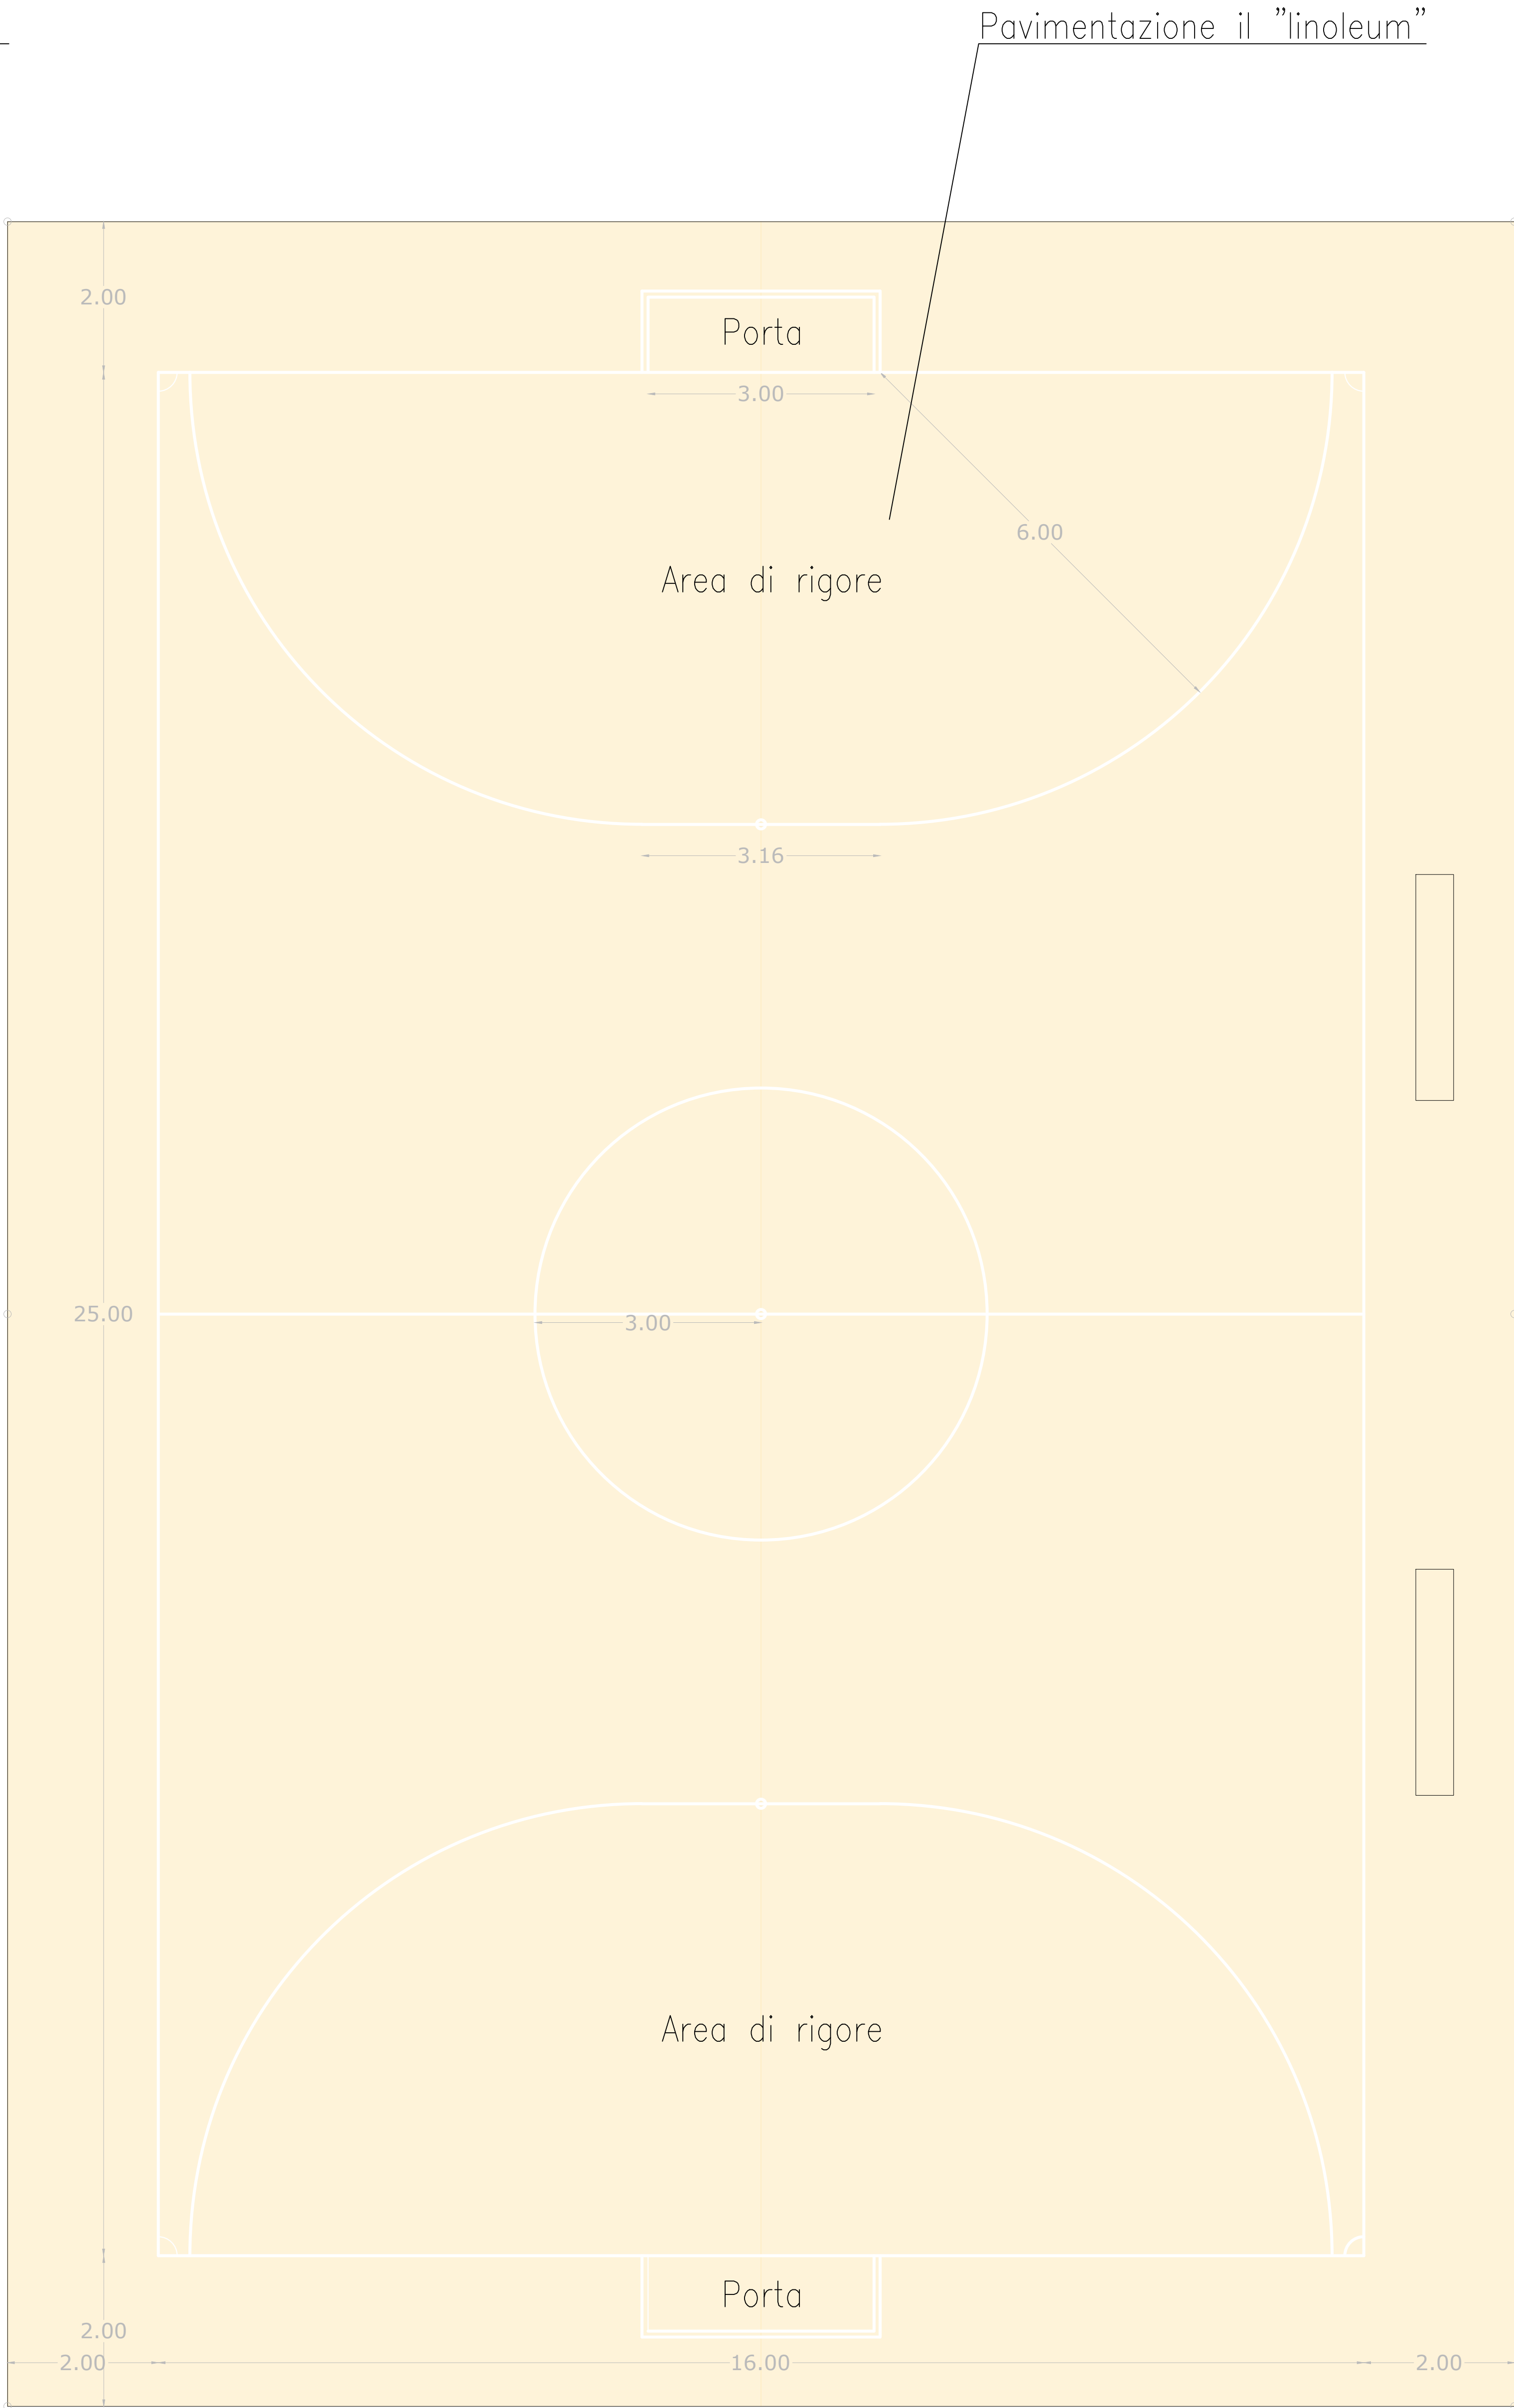 Pavimentazione il "linoleum"
2.00
Porta
3.00
6.00
Area di rigore
3.16
25.00
3.00
Area di rigore
Porta
2.00
2.00
16.00
2.00